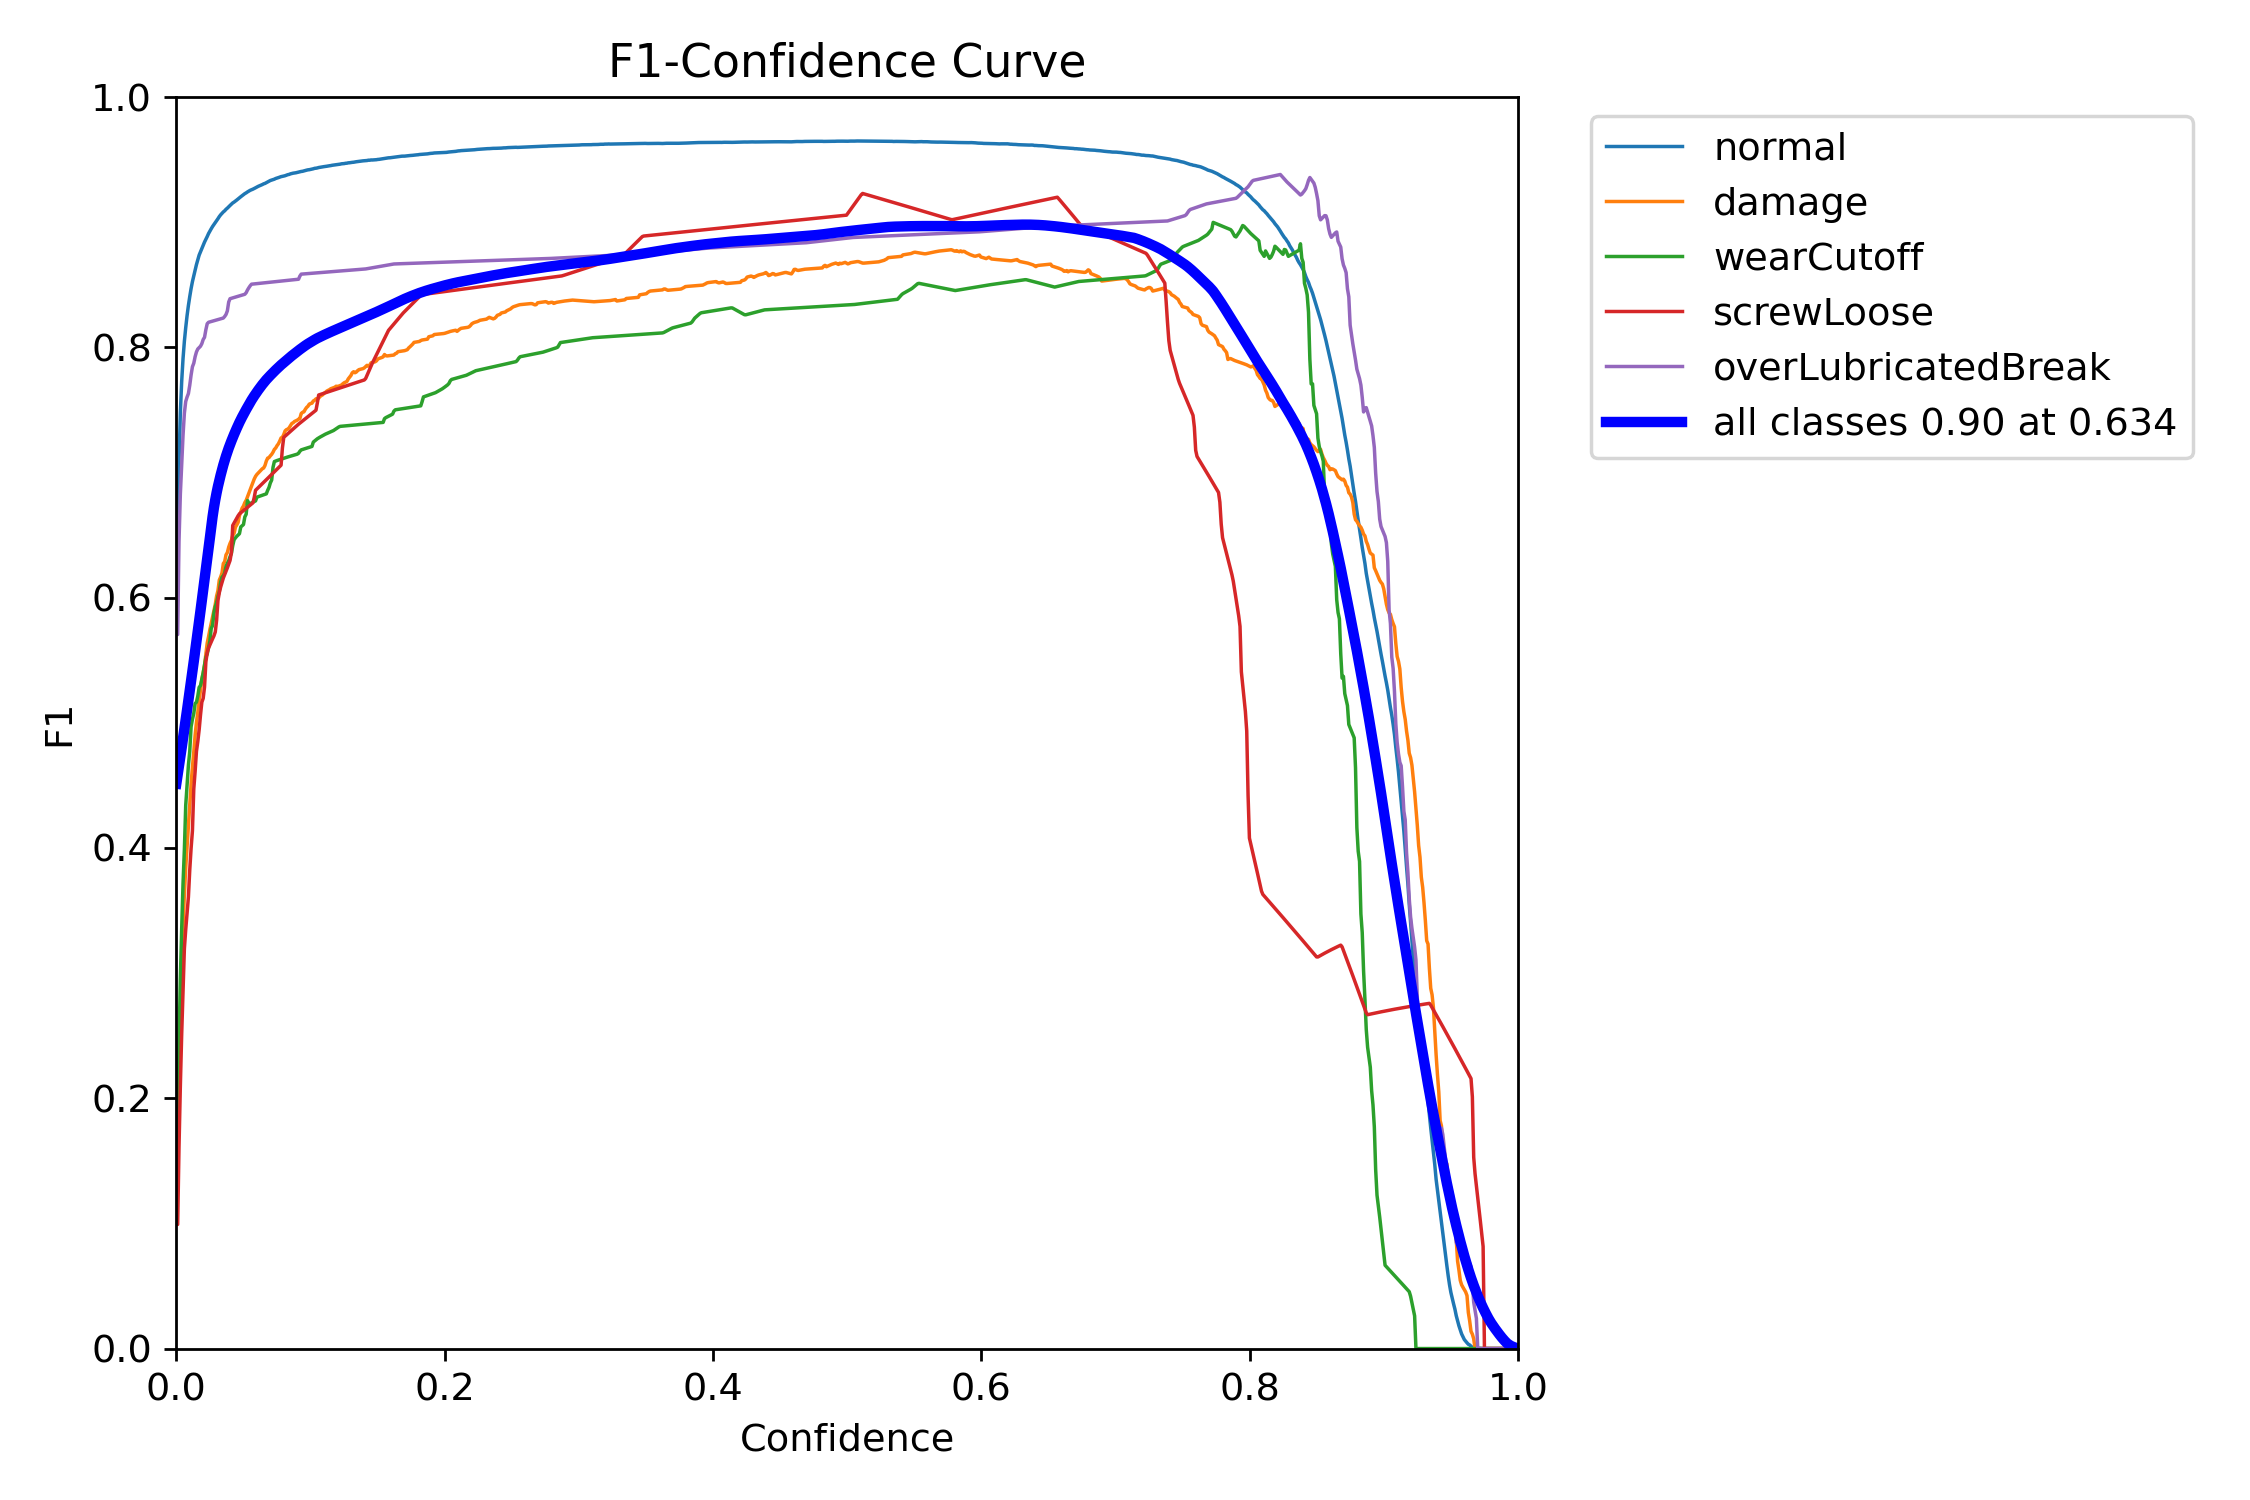 F1-Confidence Curve
1.0
0.8
0.6
0.4
0.2
0.0
F1
0.0 0.2 0.4 0.6 0.8 1.0
Confidence
normal
damage
wearCutoff
screwLoose
overLubricatedBreak
all classes 0.90 at 0.634